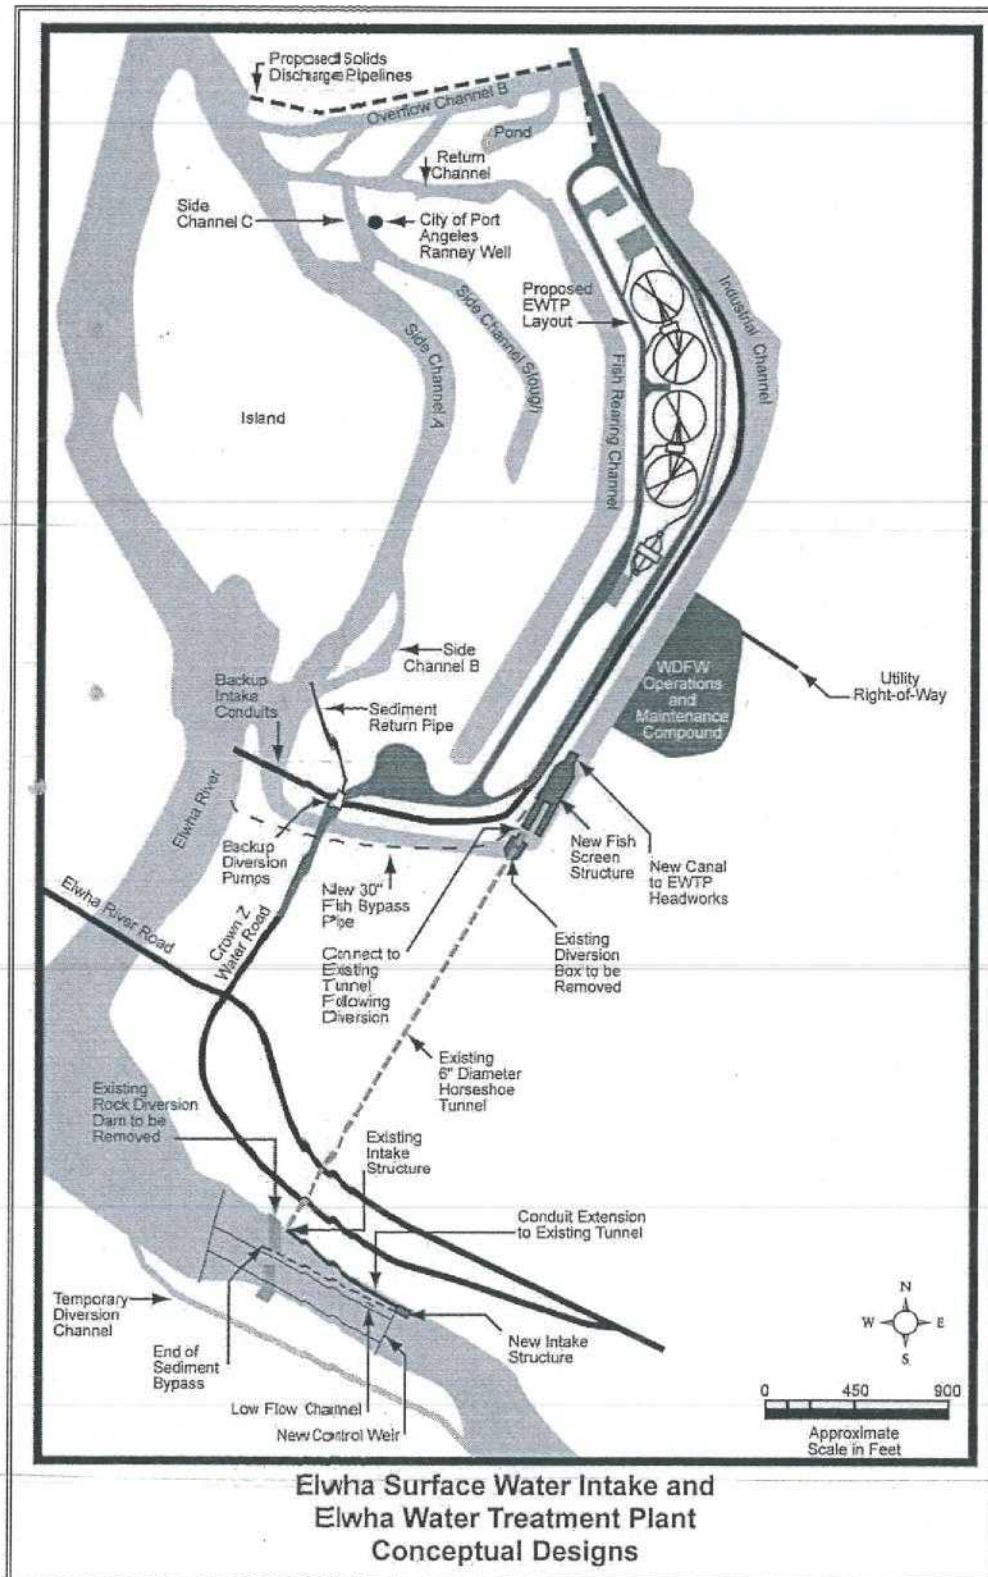 Proposed Solids
Discharge Pipelines
Overflow Channel B
Pond
Return
Channel
Side
Channel C
City of Port
Angeles
Ranney Well
Proposed
EWTP
Layout
Industrial Channel
Side Channel Slough
Side Channel A
Fish Rearing Channel
Island
Side
Channel B
WDFW
Operations
and
Maintenance
Compound
Utility
Right-of-Way
Backup
Intake
Conduits
Sediment
Return Pipe
Elwha River
Backup
Diversion
Pumps
New 30"
Fish Bypass
Pipe
New Fish
Screen
Structure
New Canal
to EWTP
Headworks
Elwha River Road
Crown Z
Water Road
Connect to
Existing
Tunnel
Following
Diversion
Existing
Diversion
Box to be
Removed
Existing
6" Diameter
Horseshoe
Tunnel
Existing
Rock Diversion
Dam to be
Removed
Existing
Intake
Structure
Conduit Extension
to Existing Tunnel
Temporary
Diversion
Channel
End of
Sediment
Bypass
New Intake
Structure
Low Flow Channel
New Control Weir
N
W E
S
0 450 900
Approximate
Scale in Feet
Elwha Surface Water Intake and
Elwha Water Treatment Plant
Conceptual Designs